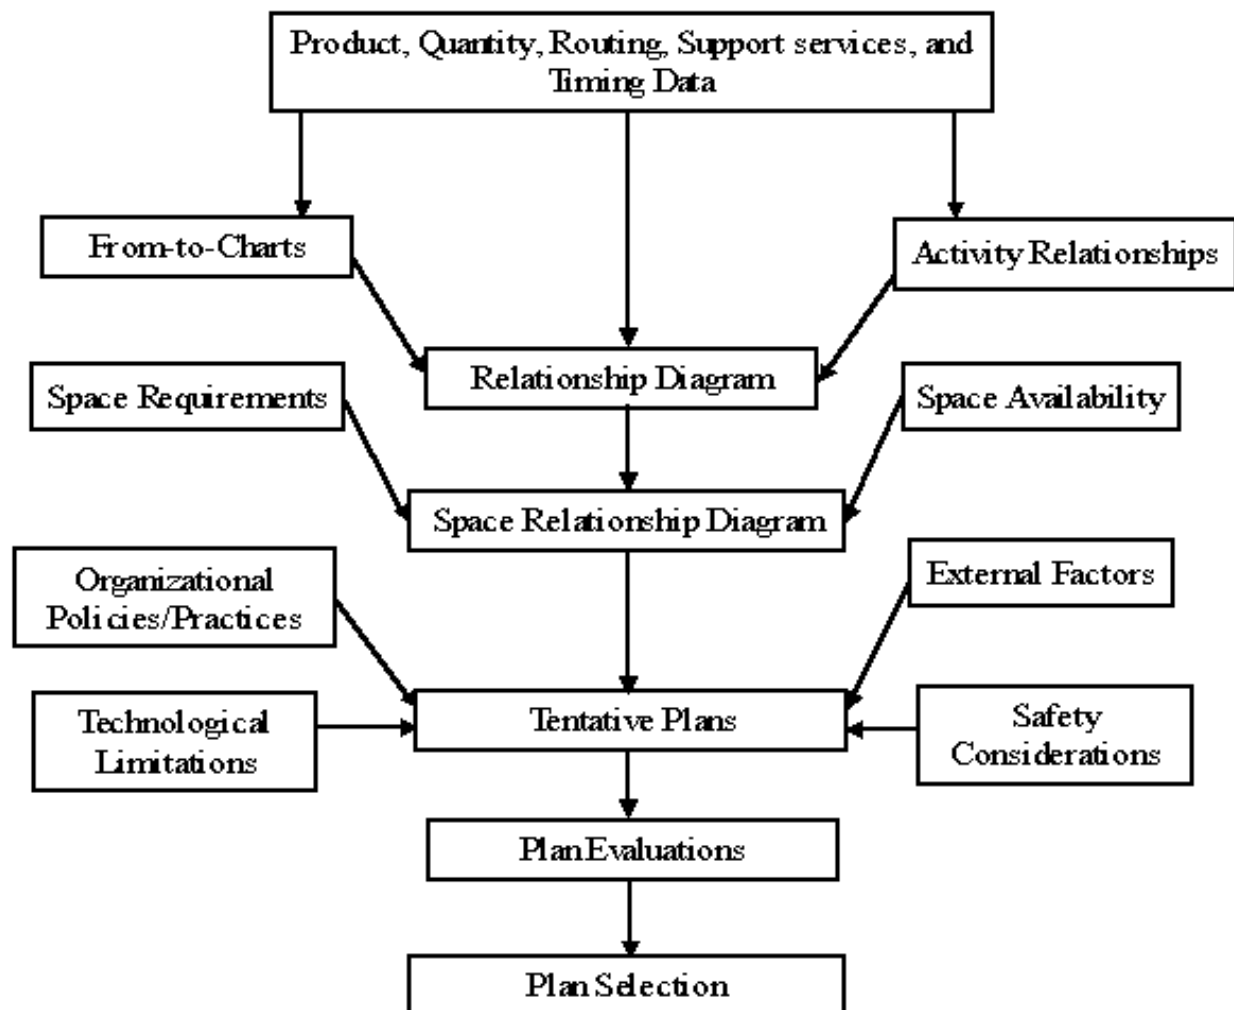 Product, Quantity, Routing, Support services, and
Timing Data
From-to-Charts
Activity Relationships
Relationship Diagram
Space Requirements
Space Availability
Space Relationship Diagram
Organizational
Policies/Practices
External Factors
Technological
Limitations
Tentative Plans
Safety
Considerations
Plan Evaluations
Plan Selection